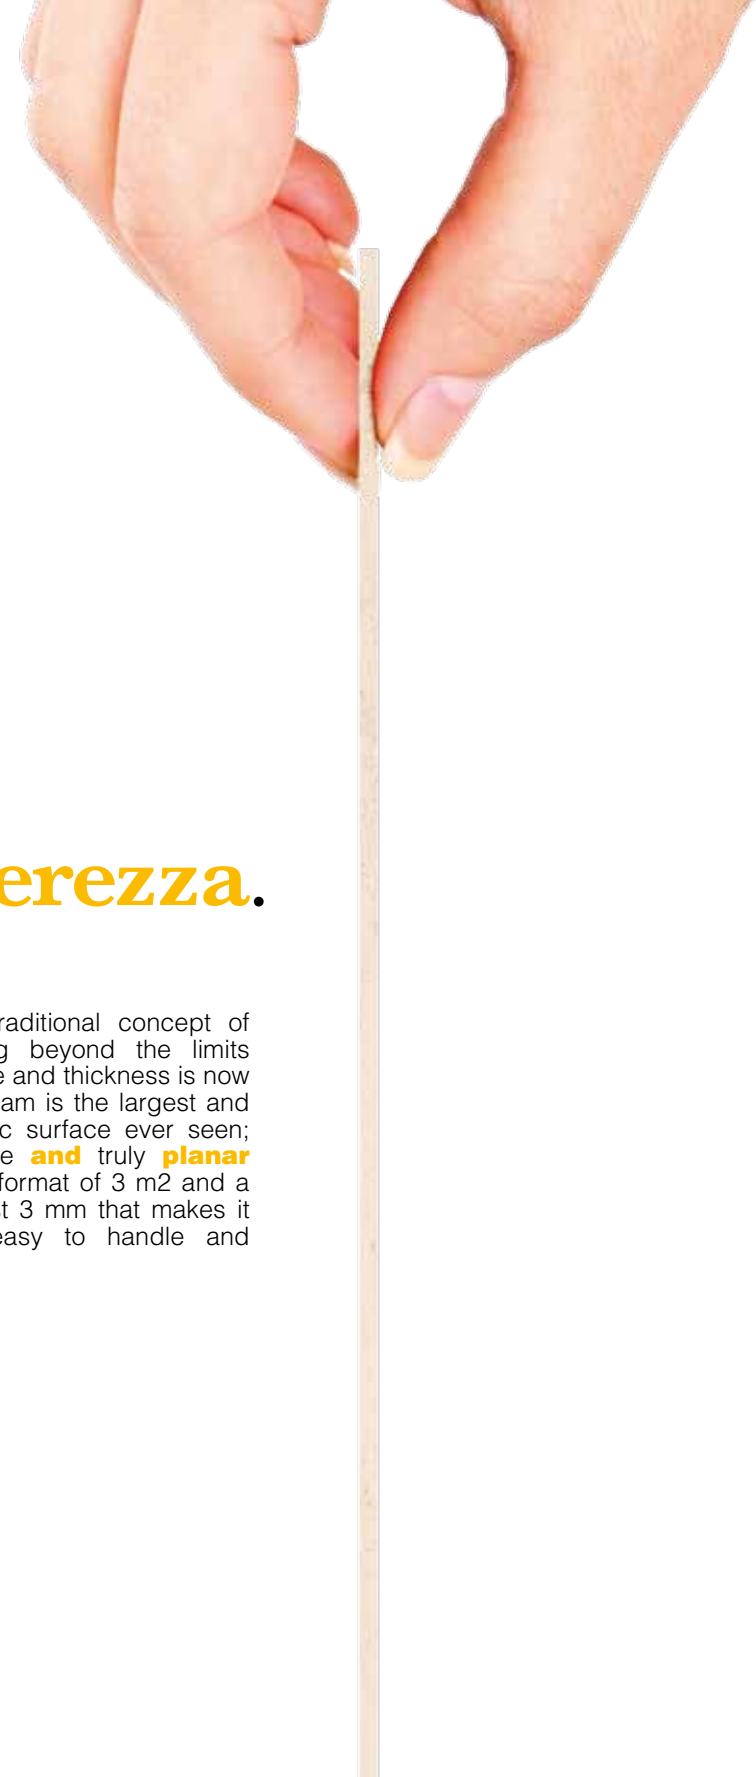 erezza.
raditional concept of
g beyond the limits
e and thickness is now
am is the largest and
c surface ever seen;
e and truly planar
format of 3 m2 and a
t 3 mm that makes it
easy to handle and